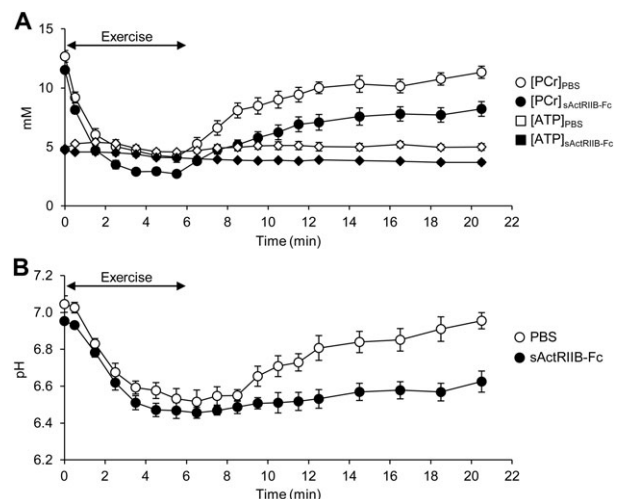 A
Exercise
15
10
5
0
mM
0 2 4 6 8 10 12 14 16 18 20 22
Time (min)
[PCr]PBS
[PCr]sActRIIB-Fc
[ATP]PBS
[ATP]sActRIIB-Fc
B
Exercise
7.2
7.0
6.8
6.6
6.4
6.2
pH
0 2 4 6 8 10 12 14 16 18 20 22
Time (min)
PBS
sActRIIB-Fc